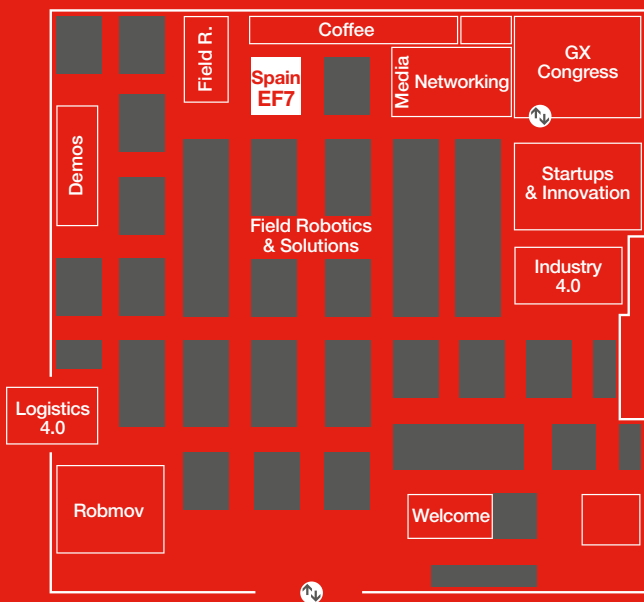 Coffee
Field R.
Spain
EF7
Media
Networking
GX
Congress
Demos
Startups
& Innovation
Field Robotics
& Solutions
Industry
4.0
Logistics
4.0
Robmov
Welcome